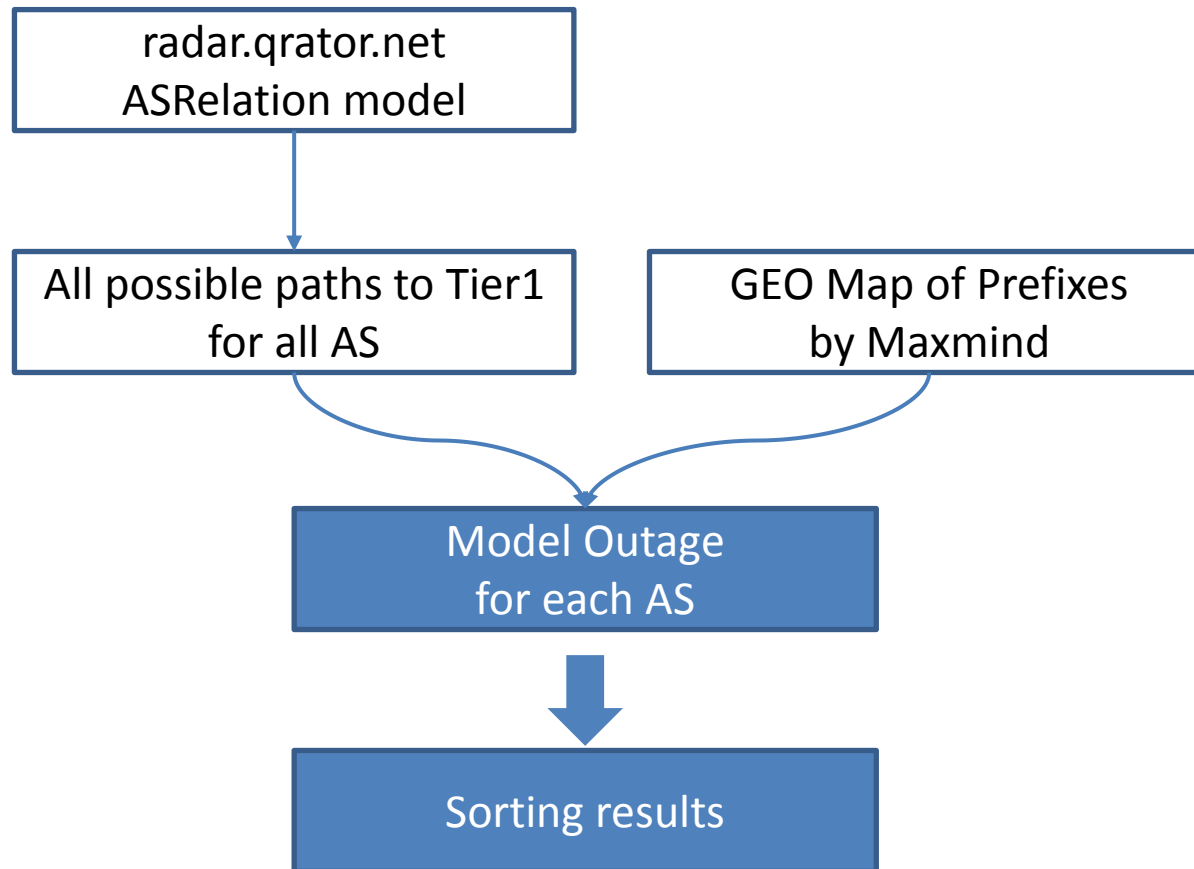 radar.qrator.net
ASRelation model
All possible paths to Tier1
for all AS
GEO Map of Prefixes
by Maxmind
Model Outage
for each AS
Sorting results